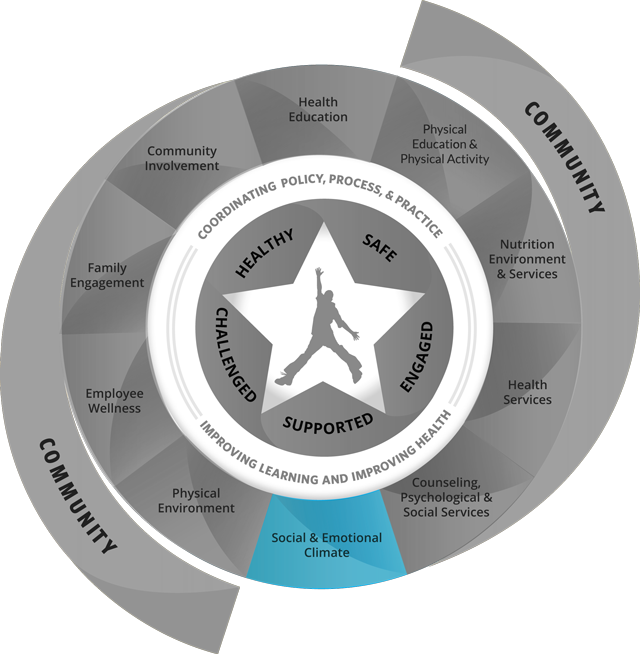 COMMUNITY
Health
Education
Physical
Education &
Physical Activity
Nutrition
Environment
& Services
Health
Services
Counseling,
Psychological &
Social Services
Social & Emotional
Climate
Physical
Environment
Employee
Wellness
Family
Engagement
Community
Involvement
COMMUNITY
COORDINATING POLICY, PROCESS, & PRACTICE
IMPROVING LEARNING AND IMPROVING HEALTH
HEALTHY
SAFE
ENGAGED
SUPPORTED
CHALLENGED